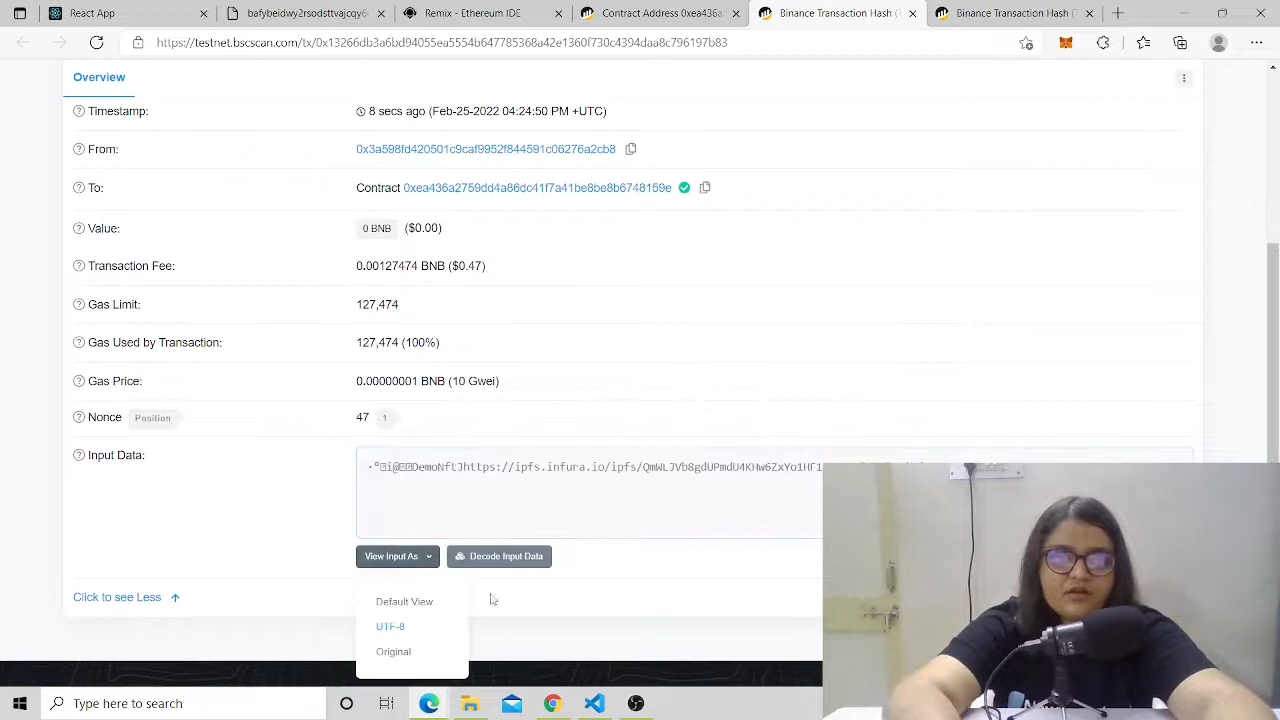 React App
bafybeidwy2rsodsttvajcqy6
Remix - Ethereum IDE
Contract Address 0xea436a
Binance Transaction Hash (T
Binance Transaction Hash (T
https://testnet.bscscan.com/tx/0x13266db3a6bd94055ea5554b647785368a42e1360f730c4394daa8c796197b83
Overview
Timestamp:
8 secs ago (Feb-25-2022 04:24:50 PM +UTC)
From:
0x3a598fd420501c9caf9952f844591c06276a2cb8
To:
Contract 0xea436a2759dd4a86dc41f7a41be8be8b6748159e
Value:
0 BNB ($0.00)
Transaction Fee:
0.00127474 BNB ($0.47)
Gas Limit:
127,474
Gas Used by Transaction:
127,474 (100%)
Gas Price:
0.00000001 BNB (10 Gwei)
Nonce Position
47 1
Input Data:
DemoNftJhttps://ipfs.infura.io/ipfs/QmWLJVb8gdUPmdU4KHw6ZxYo1HFi
View Input As
Decode Input Data
Default View
UTF-8
Original
Click to see Less
Type here to search